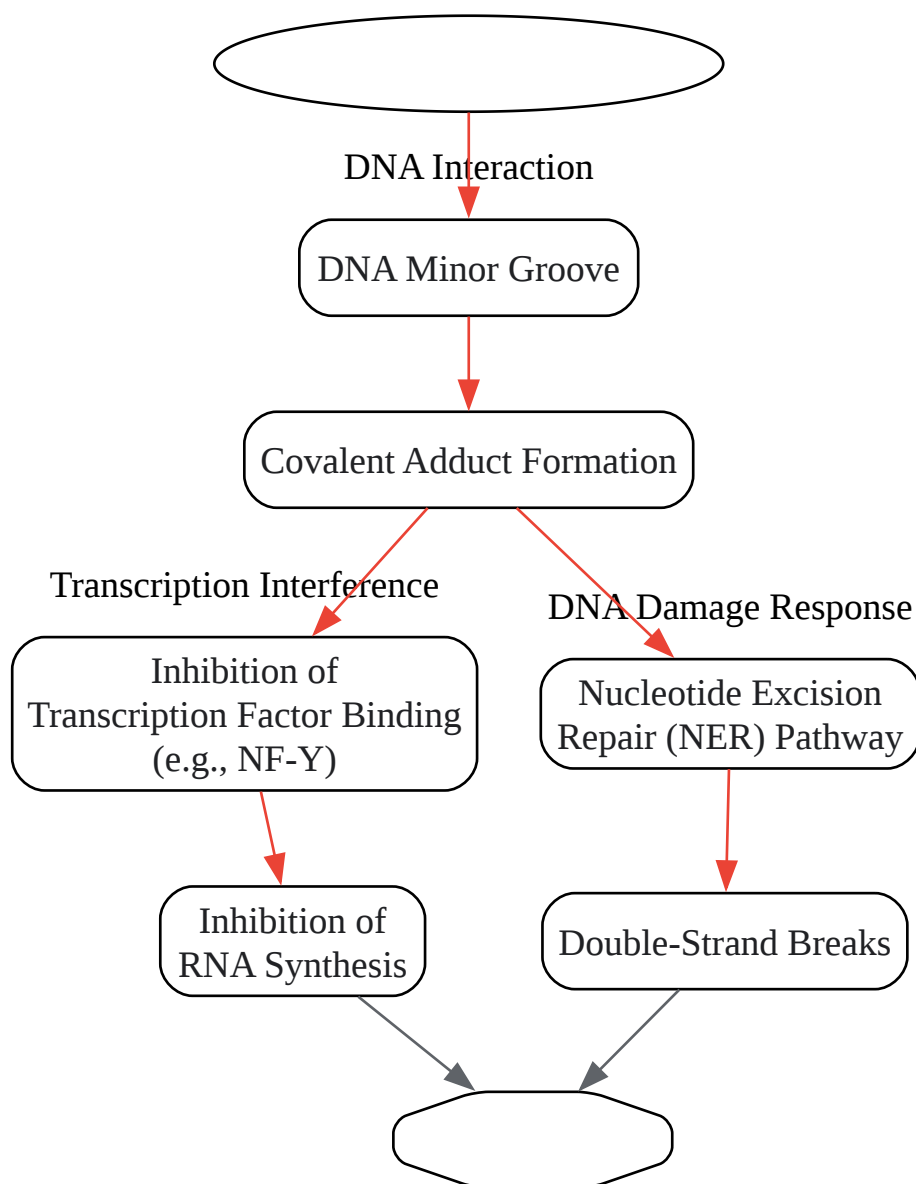 DNA Interaction
DNA Minor Groove
Covalent Adduct Formation
Transcription Interference
DNA Damage Response
Inhibition of
Transcription Factor Binding
(e.g., NF-Y)
Nucleotide Excision
Repair (NER) Pathway
Inhibition of
RNA Synthesis
Double-Strand Breaks